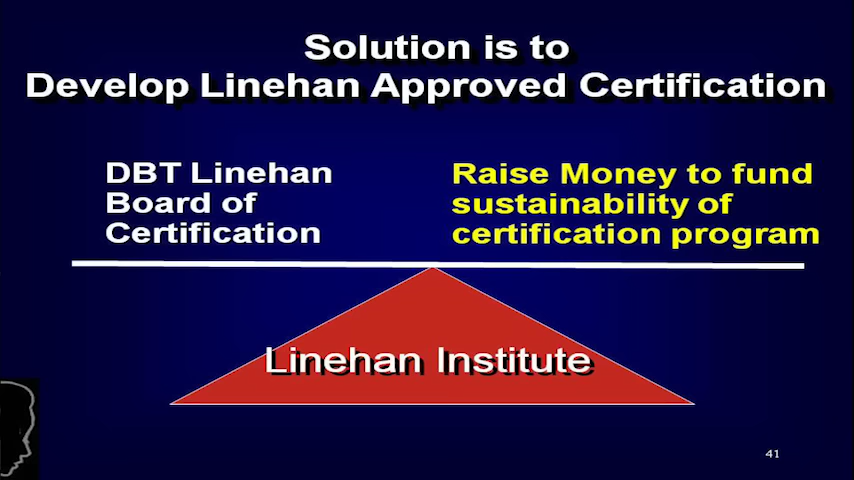 Solution is to
Develop Linehan Approved Certification
DBT Linehan
Board of
Certification
Raise Money to fund
sustainability of
certification program
Linehan Institute
41